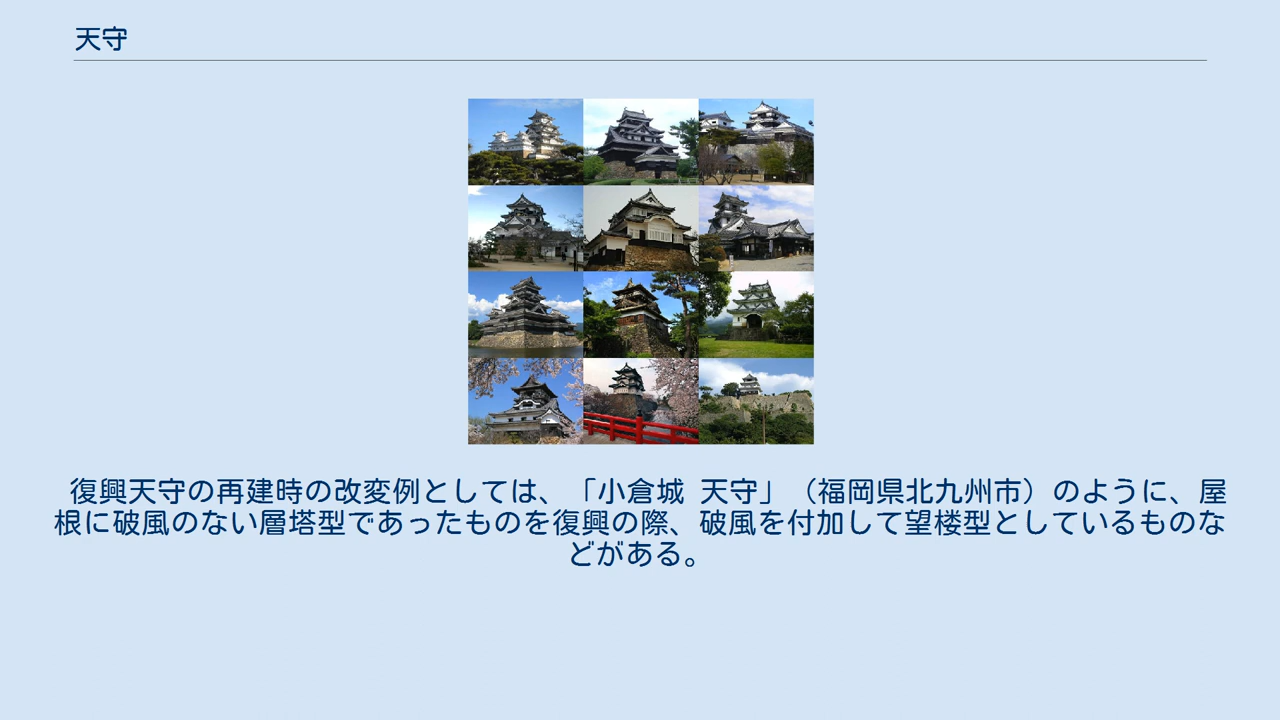 天守
復興天守の再建時の改変例としては、「小倉城 天守」（福岡県北九州市）のように、屋
根に破風のない層塔型であったものを復興の際、破風を付加して望楼型としているものな
どがある。